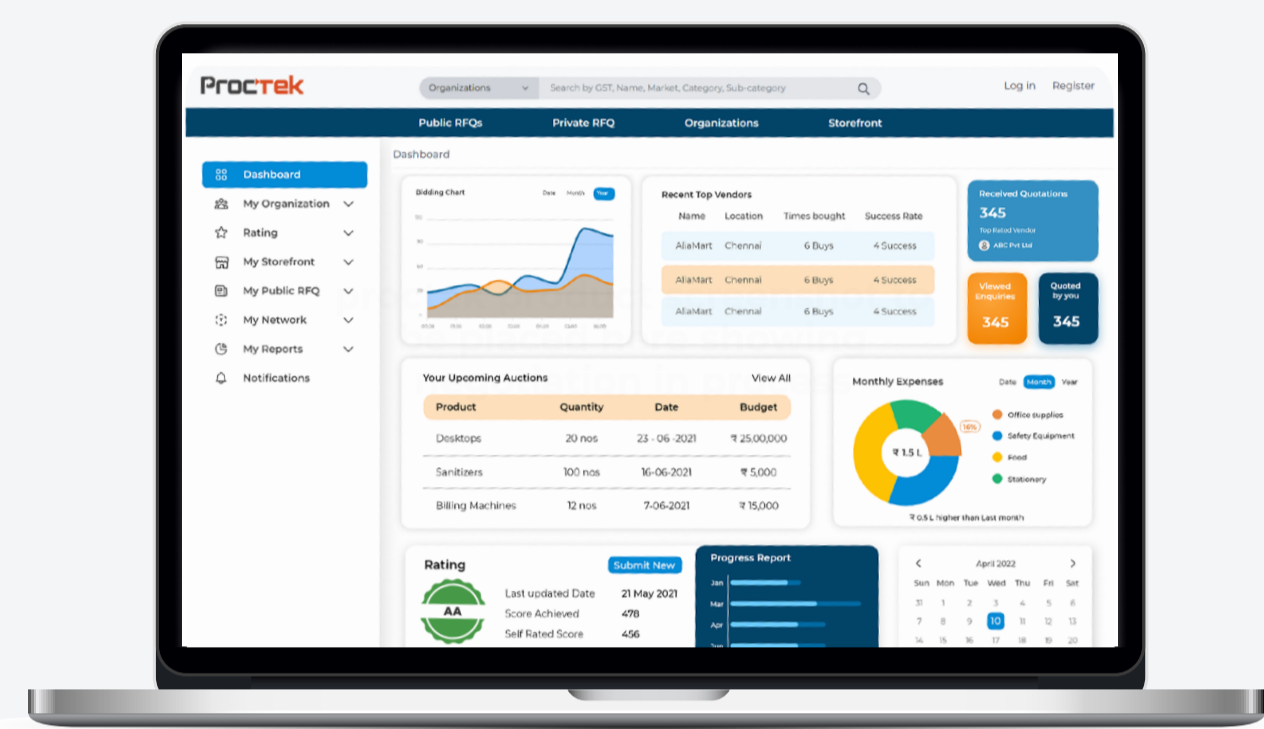 ProcTek
Organizations
Search by GST, Name, Market, Category, Sub-category
Log in
Register
Public RFQs
Private RFQ
Organizations
Storefront
Dashboard
My Organization
Rating
My Storefront
My Public RFQ
My Network
My Reports
Notifications
Dashboard
Bidding Chart
Date Month Year
Recent Top Vendors
Name Location Times bought Success Rate
AliaMart Chennai 6 Buys 4 Success
AliaMart Chennai 6 Buys 4 Success
AliaMart Chennai 6 Buys 4 Success
Received Quotations
345
Top Rated Vendor
ABC Pvt Ltd
Viewed
Enquiries
345
Quoted
by you
345
Your Upcoming Auctions
View All
Product Quantity Date Budget
Desktops 20 nos 23 - 06 -2021 ₹ 25,00,000
Sanitizers 100 nos 16-06-2021 ₹ 5,000
Billing Machines 12 nos 7-06-2021 ₹ 15,000
Monthly Expenses
Date Month Year
16%
₹ 1.5 L
Office supplies
Safety Equipment
Food
Stationery
₹ 0.5 L higher than Last month
Rating
Submit New
AA
Last updated Date 21 May 2021
Score Achieved 478
Self Rated Score 456
Progress Report
Jan
Mar
Apr
Jun
April 2022
Sun Mon Tue Wed Thu Fri Sat
31 1 2 3 4 5 6
7 8 9 10 11 12 13
14 15 16 17 18 19 20